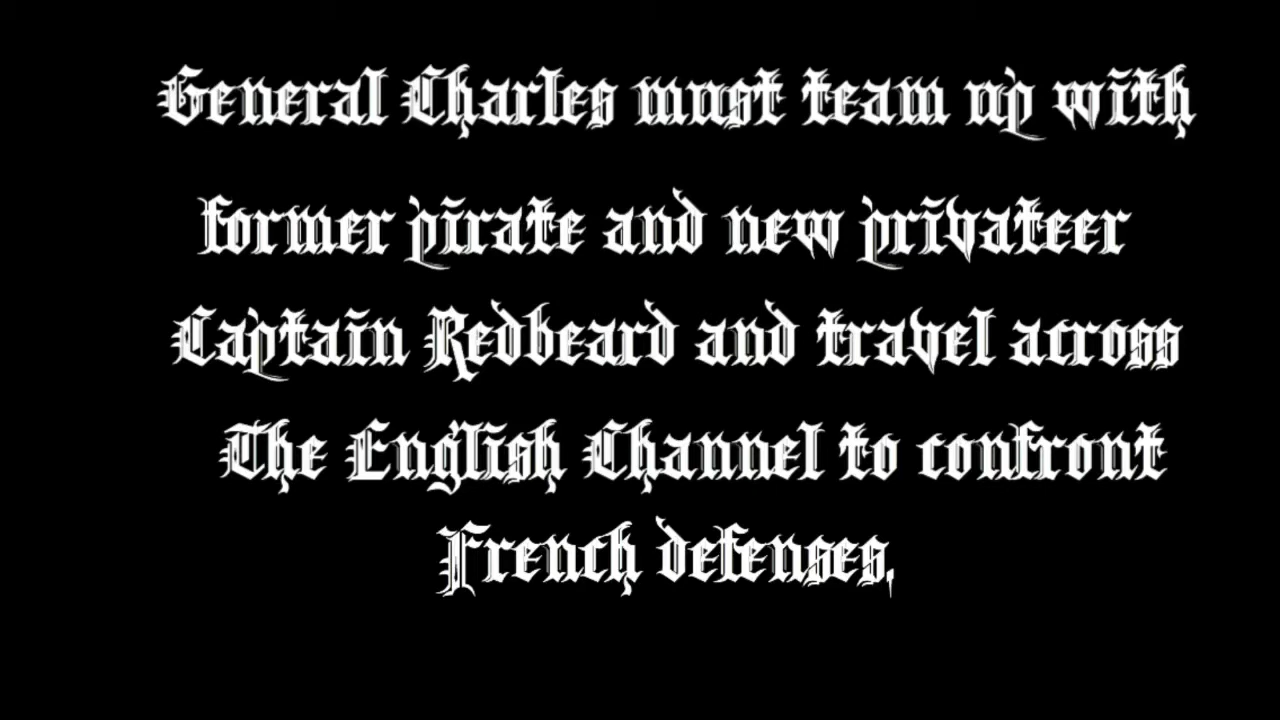 General Charles must team up with
former pirate and new privateer
Captain Redbeard and travel across
The English Channel to confront
French defenses,